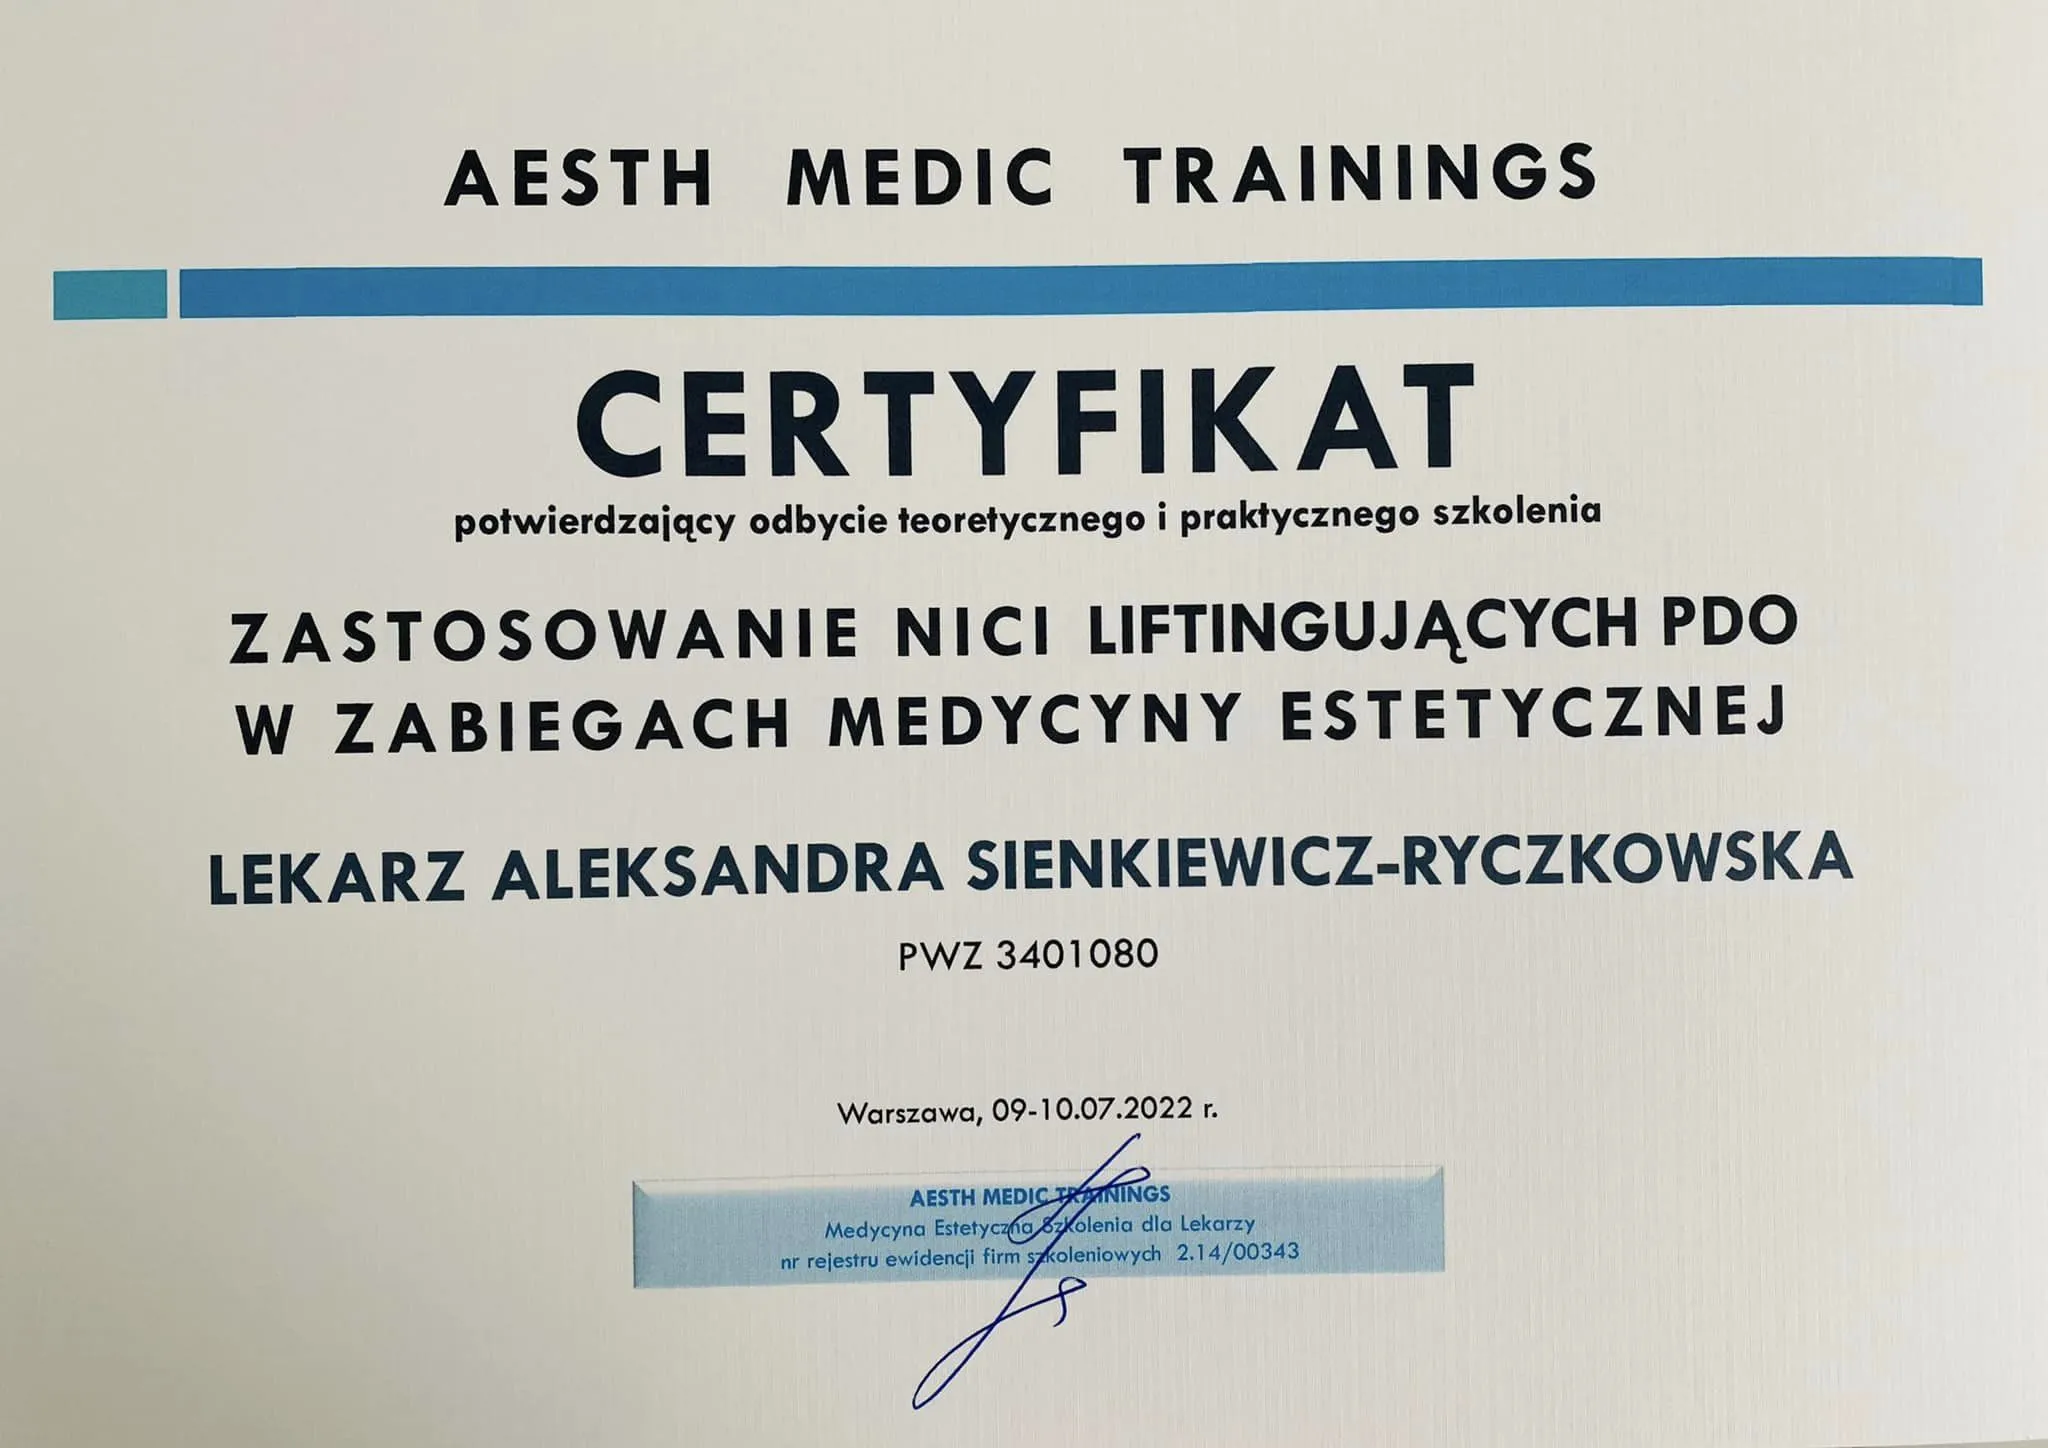 AESTH MEDIC TRAININGS
CERTYFIKAT
potwierdzający odbycie teoretycznego i praktycznego szkolenia
ZASTOSOWANIE NICI LIFTINGUJĄCYCH PDO
W ZABIEGACH MEDYCYNY ESTETYCZNEJ
LEKARZ ALEKSANDRA SIENKIEWICZ-RYCZKOWSKA
PWZ 3401080
Warszawa, 09-10.07.2022 r.
AESTH MEDIC TRAININGS
Medycyna Estetyczna Szkolenia dla Lekarzy
nr rejestru ewidencji firm szkoleniowych 2.14/00343